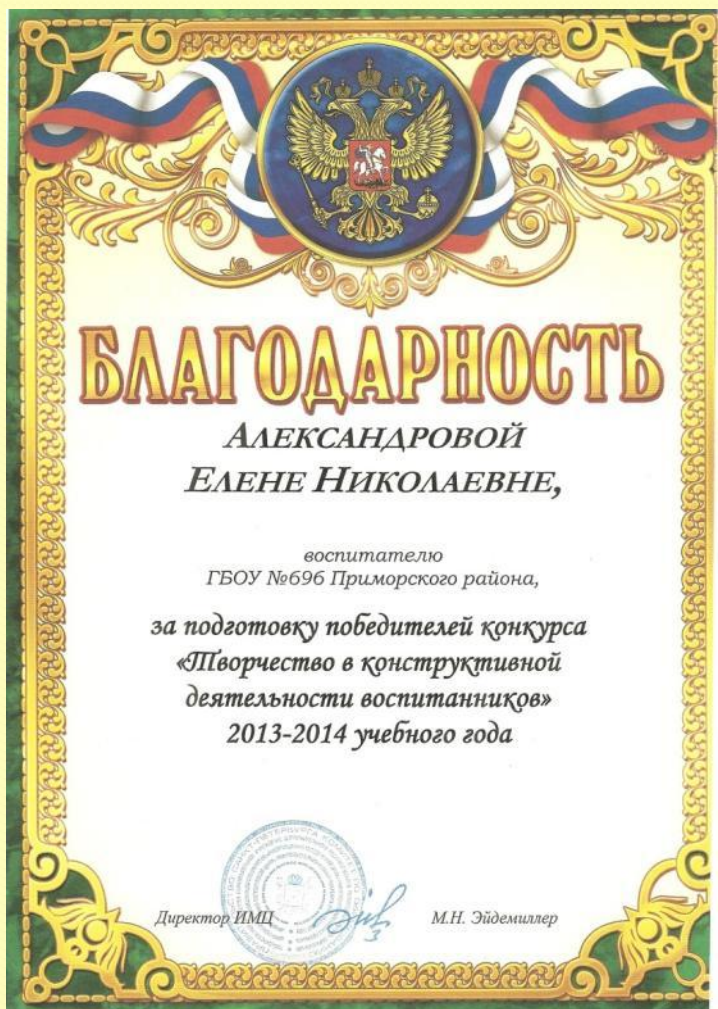 БЛАГОДАРНОСТЬ
АЛЕКСАНДРОВОЙ
ЕЛЕНЕ НИКОЛАЕВНЕ,
воспитателю
ГБОУ №696 Приморского района,
за подготовку победителей конкурса
«Творчество в конструктивной
деятельности воспитанников»
2013-2014 учебного года
Директор ИМЦ
М.Н. Эйдемиллер